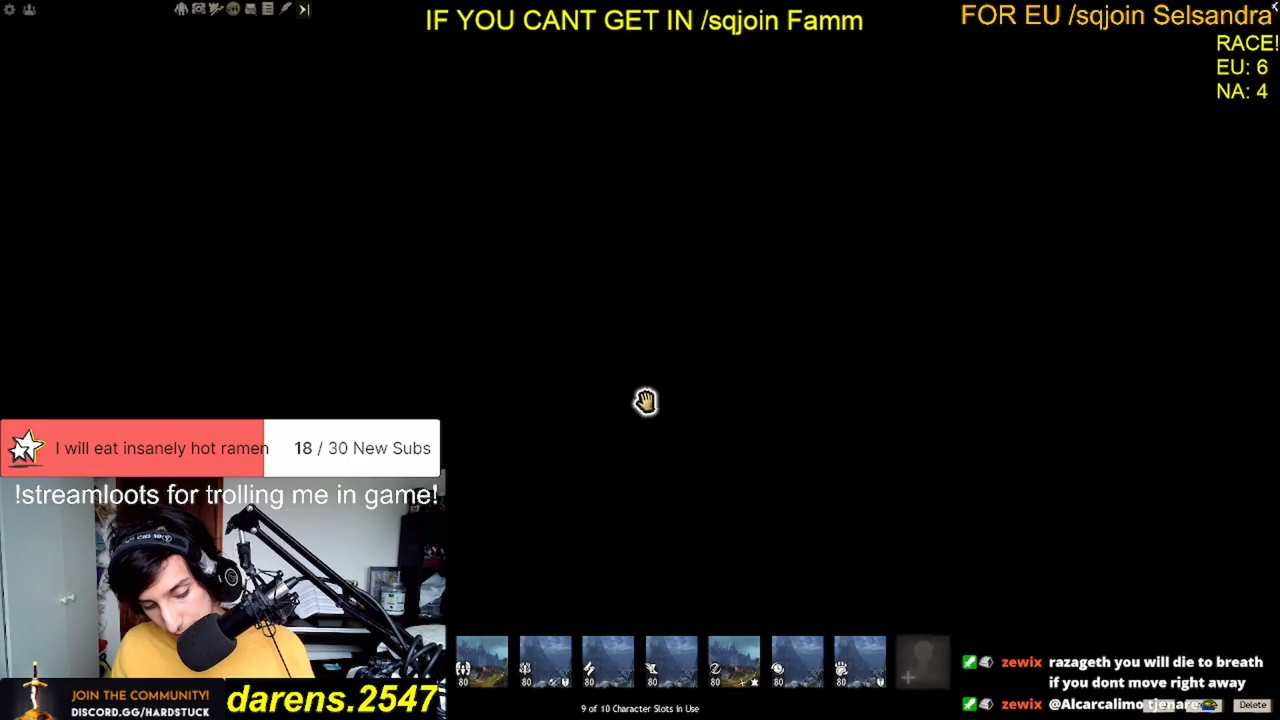 IF YOU CANT GET IN /sqjoin Famm
FOR EU /sqjoin Selsandra
RACE!
EU: 6
NA: 4
I will eat insanely hot ramen 18 / 30 New Subs
!streamloots for trolling me in game!
JOIN THE COMMUNITY!
DISCORD.GG/HARDSTUCK
darens.2547
80 80 80 80 80 80 80
9 of 10 Character Slots in Use
zewix razageth you will die to breath
if you dont move right away
zewix @Alcarcalimo tjenare
Delete